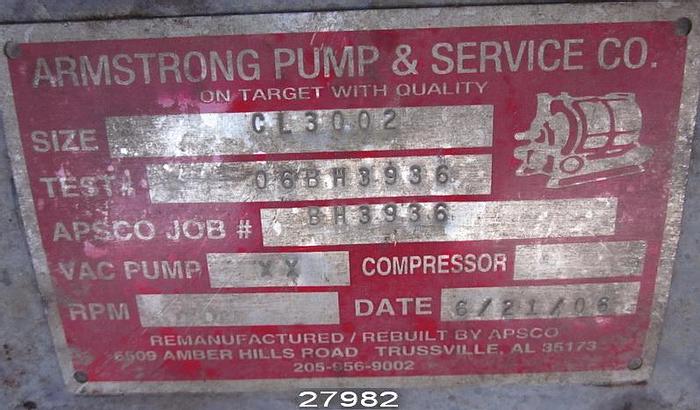 ARMSTRONG PUMP & SERVICE CO.
ON TARGET WITH QUALITY
SIZE CL3002
TEST# 06BH3936
APSCO JOB # BH3936
VAC PUMP XX COMPRESSOR
RPM DATE 6/21/06
REMANUFACTURED / REBUILT BY APSCO
6509 AMBER HILLS ROAD TRUSSVILLE, AL 35173
205-956-9002
27982